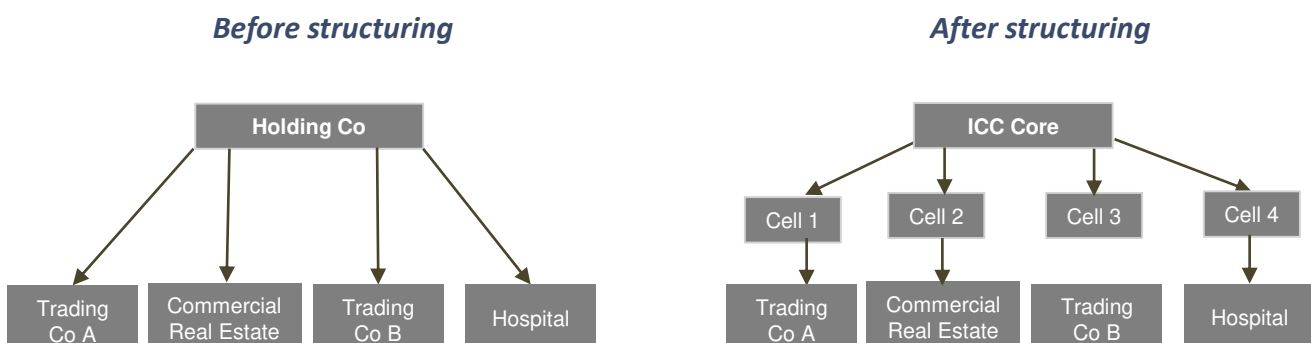 Before structuring
After structuring
Holding Co
ICC Core
Cell 1
Cell 2
Cell 3
Cell 4
Trading
Co A
Commercial
Real Estate
Trading
Co B
Hospital
Trading
Co A
Commercial
Real Estate
Trading
Co B
Hospital